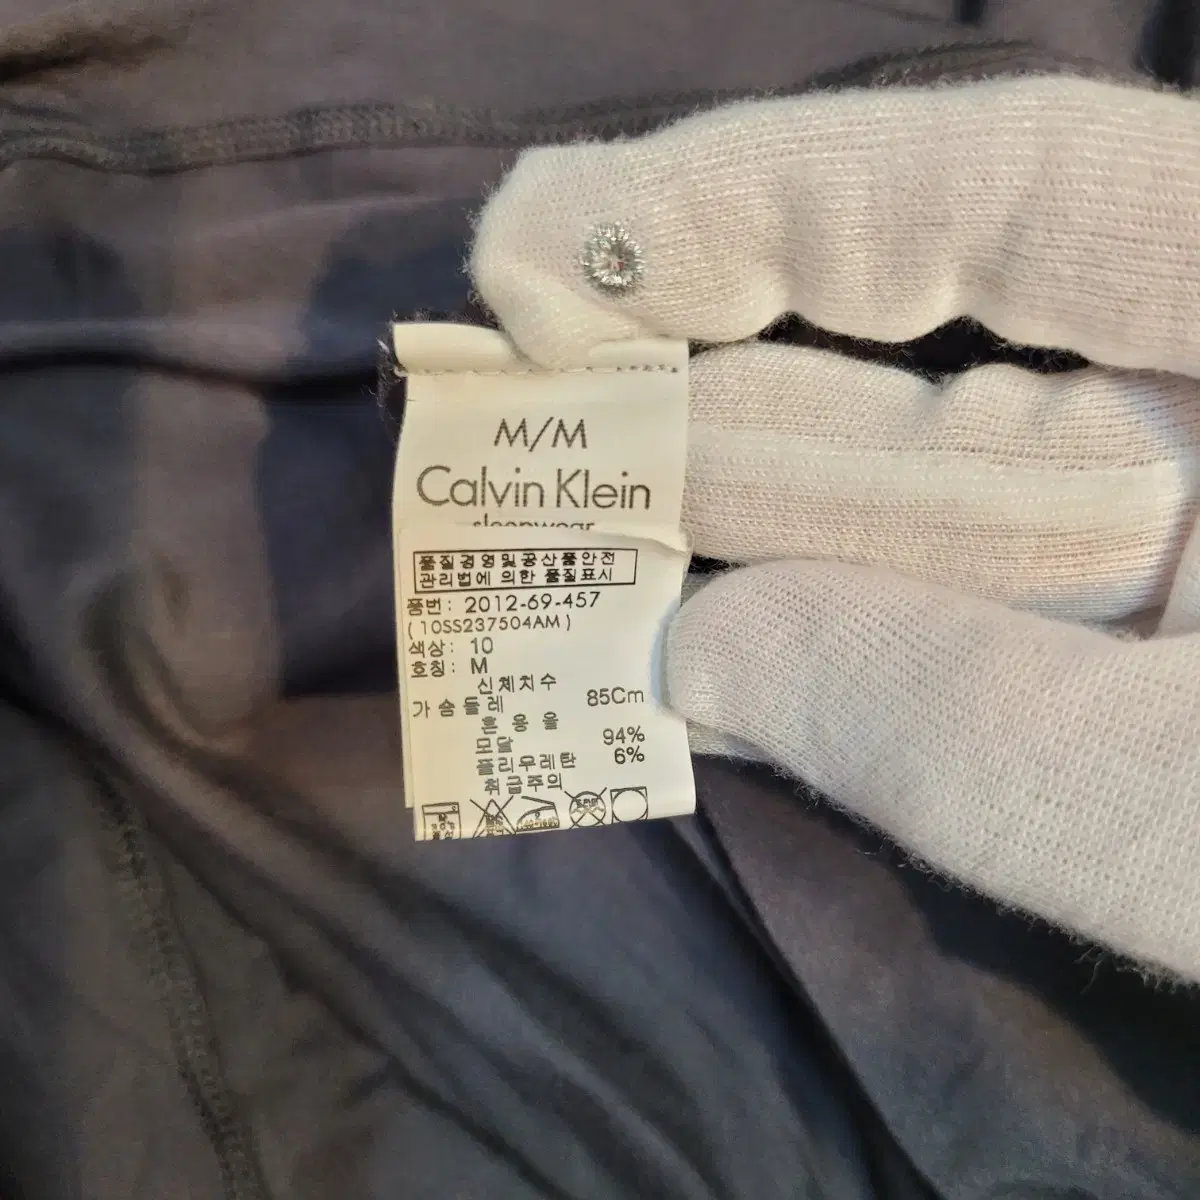 M/M
Calvin Klein
sleepwear
품질경영및공산품안전
관리법에 의한 품질표시
품번: 2012-69-457
(10SS237504AM)
색상: 10
호칭: M
신체치수
가슴둘레 85Cm
혼용율
모달 94%
폴리우레탄 6%
취급주의